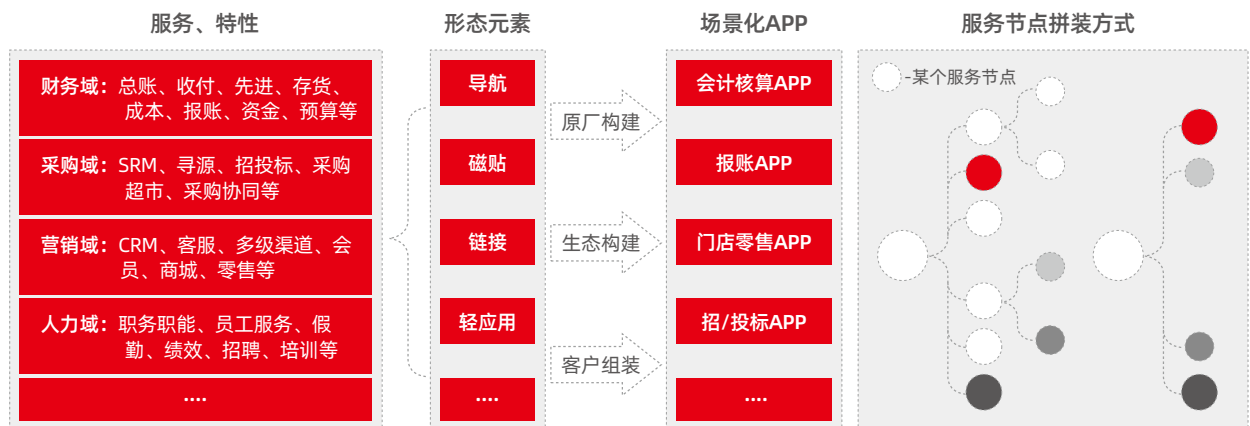 服务、特性
财务域：总账、收付、先进、存货、
成本、报账、资金、预算等
采购域：SRM、寻源、招投标、采购
超市、采购协同等
营销域：CRM、客服、多级渠道、会
员、商城、零售等
人力域：职务职能、员工服务、假
勤、绩效、招聘、培训等
....
形态元素
导航
磁贴
链接
轻应用
....
原厂构建
生态构建
客户组装
场景化APP
会计核算APP
报账APP
门店零售APP
招/投标APP
....
服务节点拼装方式
-某个服务节点